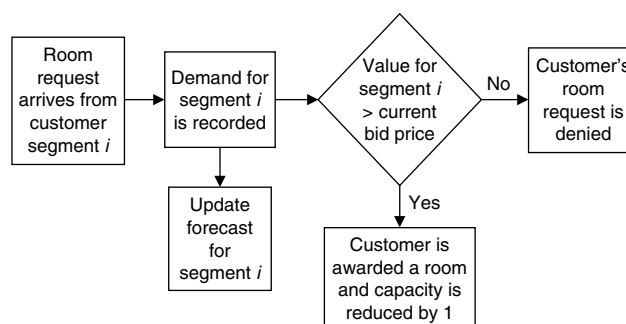 Room
request
arrives from
customer
segment i
Demand for
segment i
is recorded
Update
forecast
for
segment i
Value for
segment i
> current
bid price
No
Customer's
room
request is
denied
Yes
Customer is
awarded a room
and capacity is
reduced by 1